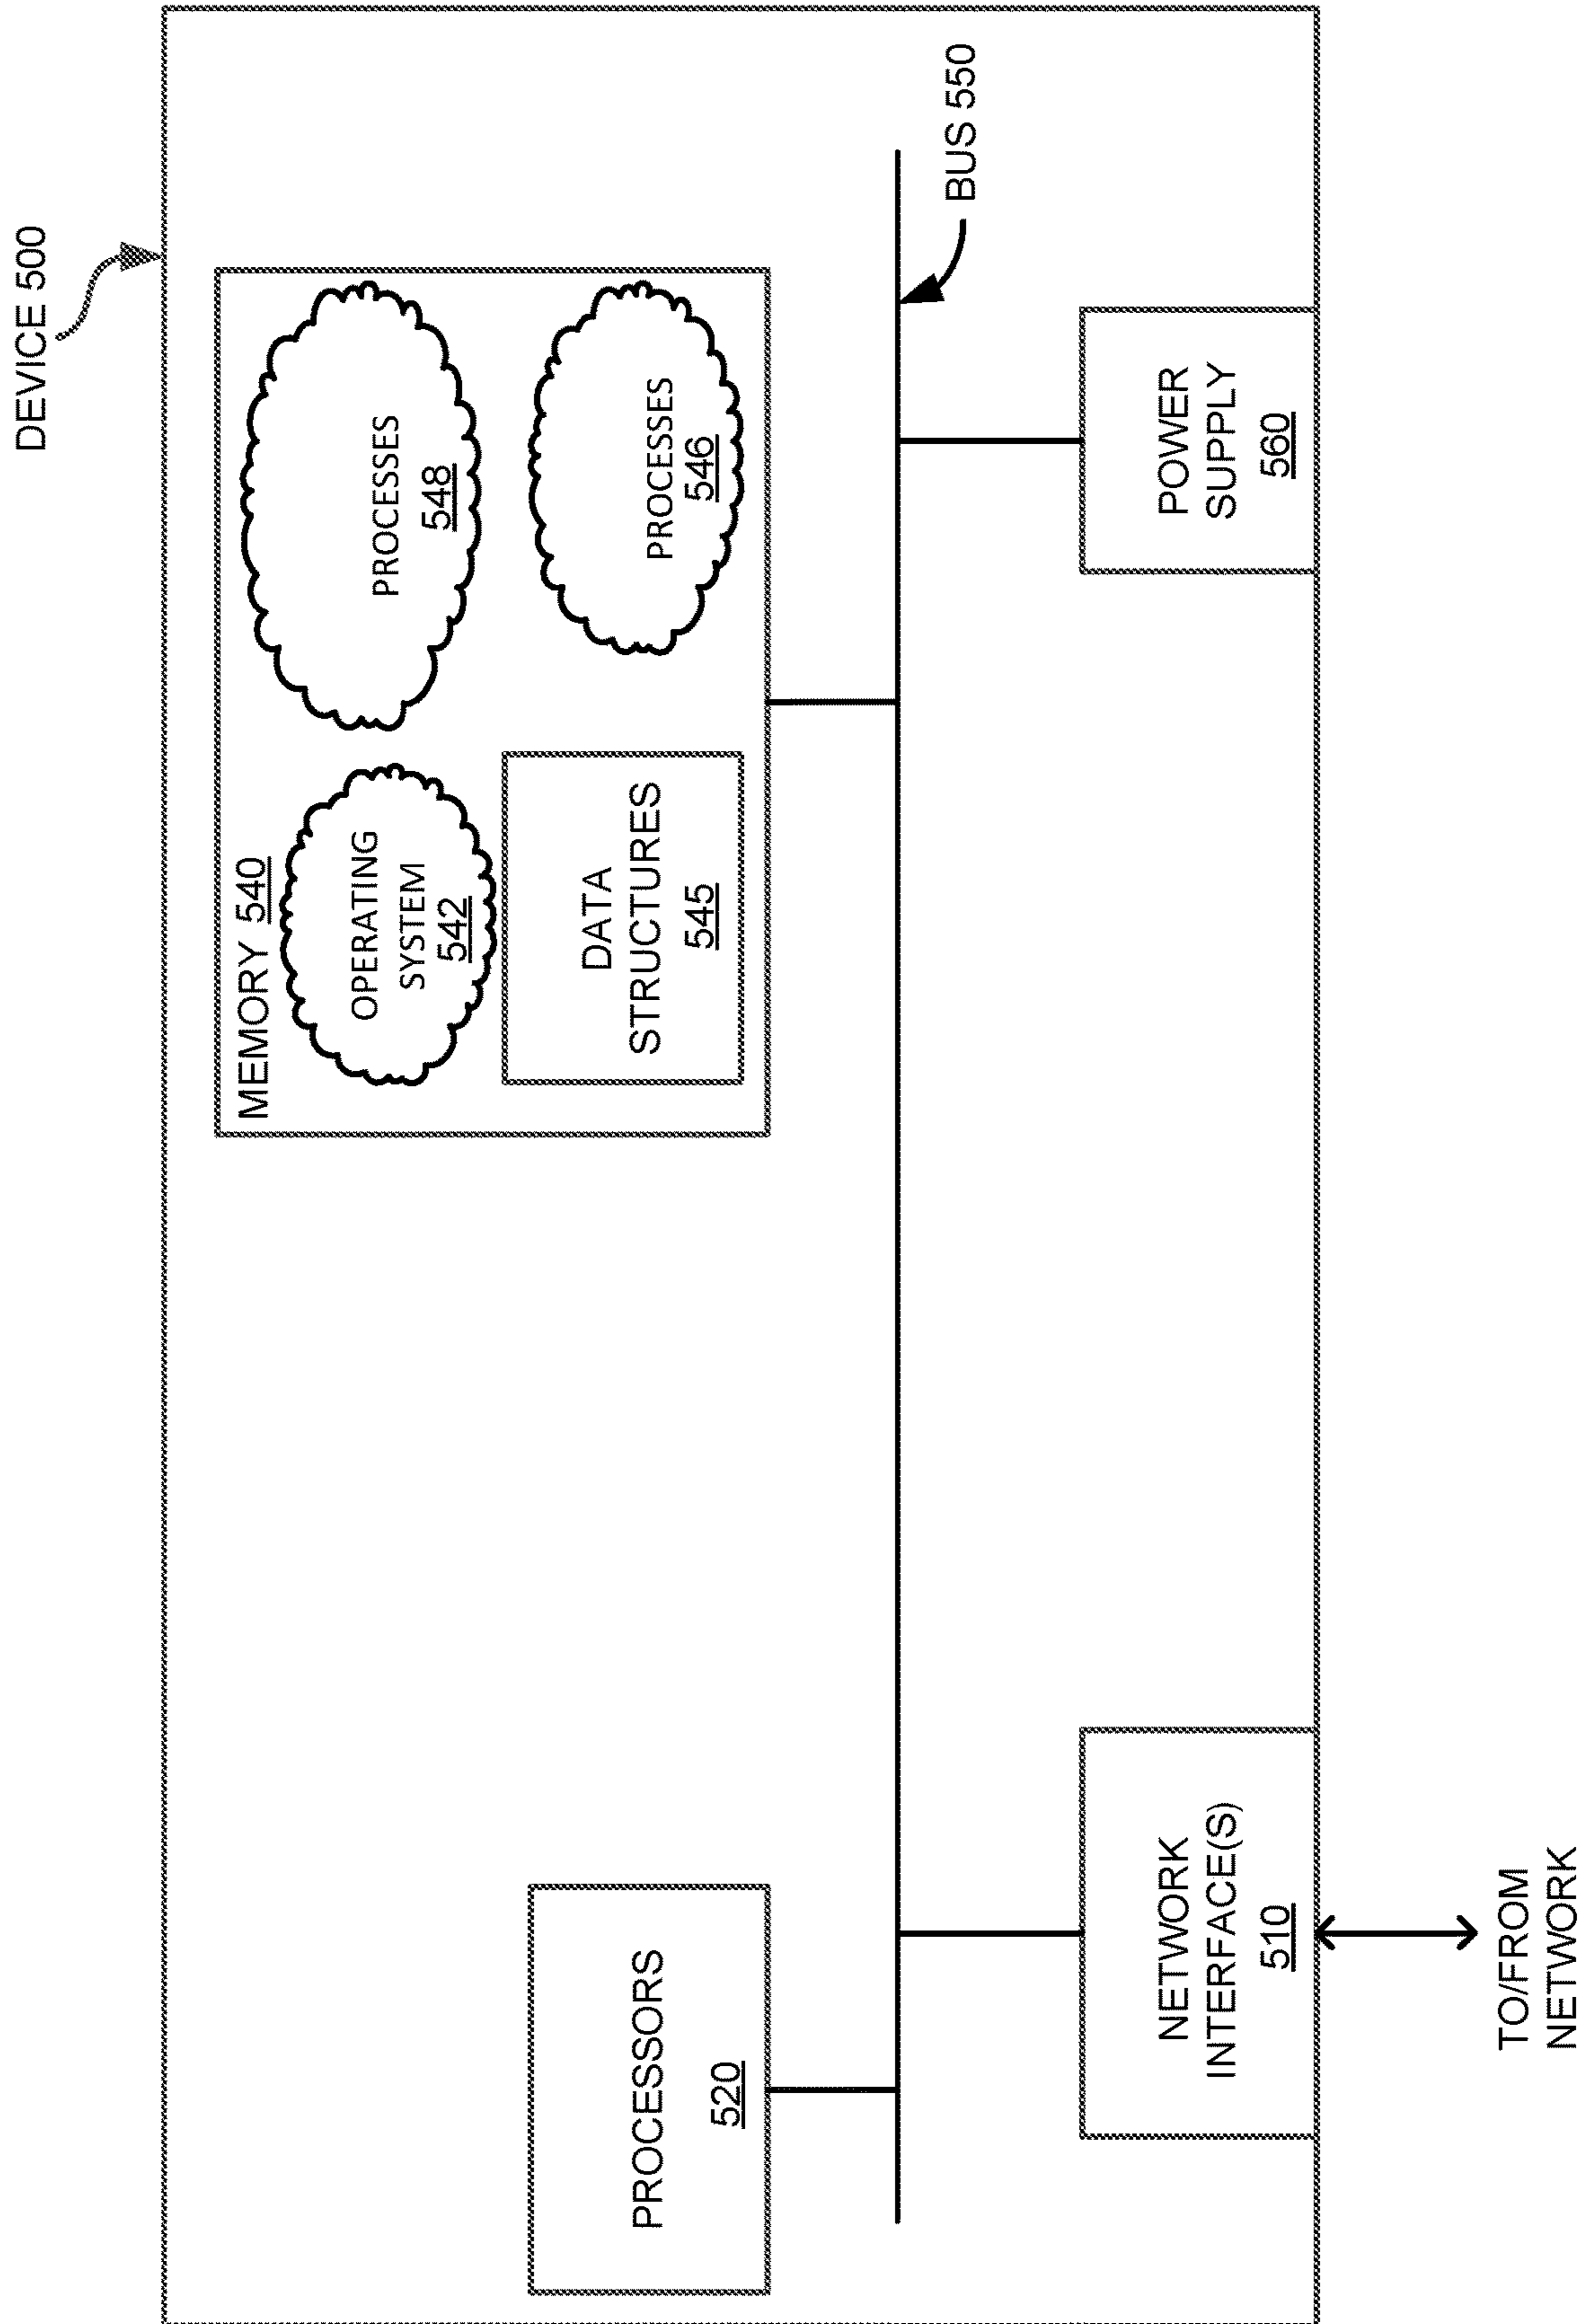 DEVICE 500
MEMORY 540
OPERATING
SYSTEM
542
PROCESSES
548
DATA
STRUCTURES
545
PROCESSES
546
PROCESSORS
520
BUS 550
NETWORK
INTERFACE(S)
510
POWER
SUPPLY
560
TO/FROM
NETWORK